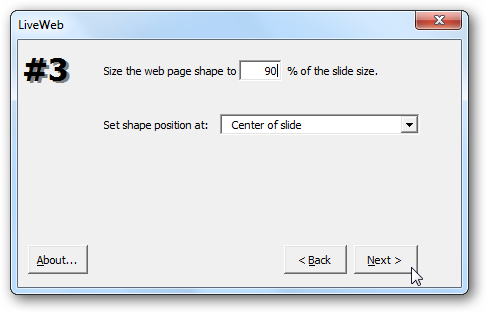 LiveWeb
#3
Size the web page shape to 90 % of the slide size.
Set shape position at: Center of slide
About... < Back Next >